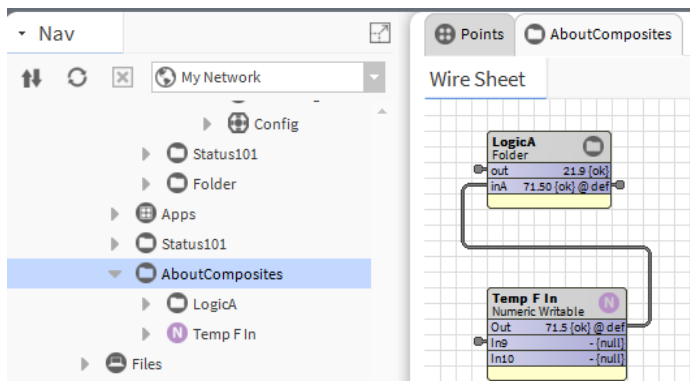 Nav
Points
AboutComposites
My Network
Wire Sheet
Config
Status101
Folder
Apps
Status101
AboutComposites
LogicA
Temp F In
Files
LogicA
Folder
out 21.9 {ok}
inA 71.50 {ok} @ def
Temp F In
Numeric Writable
N
Out 71.5 {ok} @ def
In9 - {null}
In10 - {null}